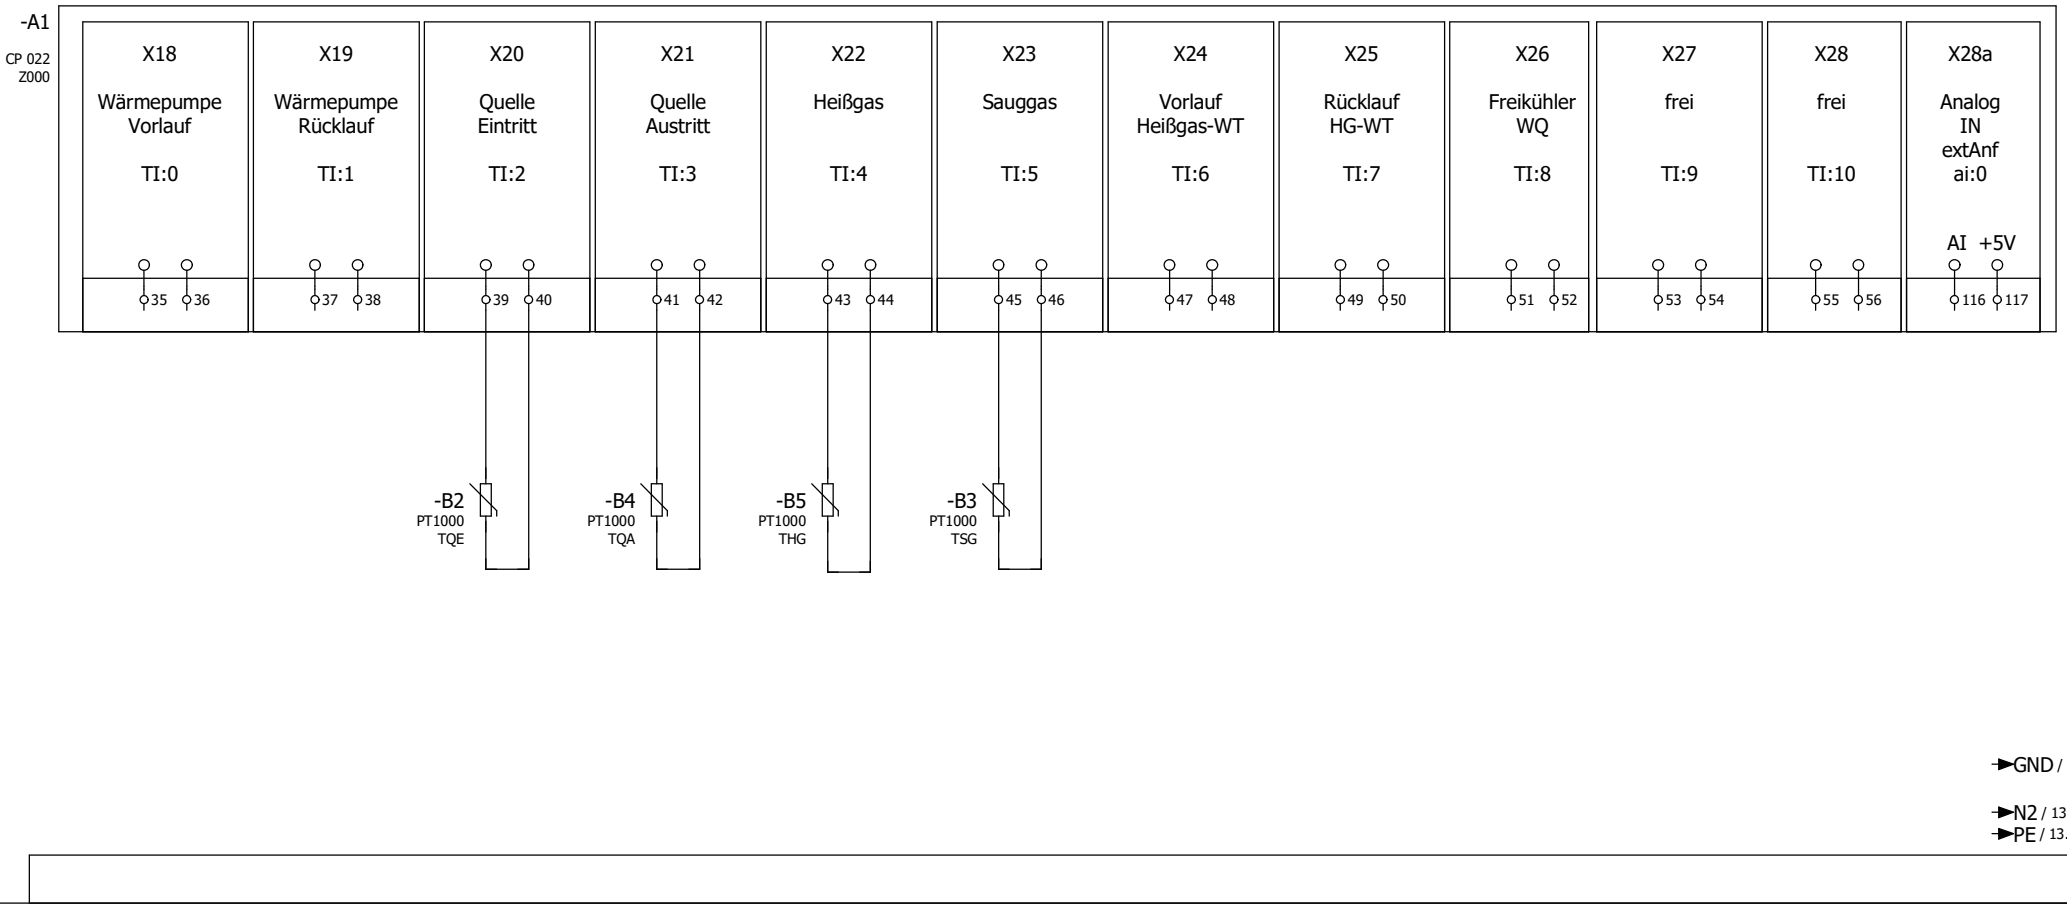 -A1
CP 022
Z000
X18
Wärmepumpe
Vorlauf
TI:0
35 36
X19
Wärmepumpe
Rücklauf
TI:1
37 38
X20
Quelle
Eintritt
TI:2
39 40
X21
Quelle
Austritt
TI:3
41 42
X22
Heißgas
TI:4
43 44
X23
Sauggas
TI:5
45 46
X24
Vorlauf
Heißgas-WT
TI:6
47 48
X25
Rücklauf
HG-WT
TI:7
49 50
X26
Freikühler
WQ
TI:8
51 52
X27
frei
TI:9
53 54
X28
frei
TI:10
55 56
X28a
Analog
IN
extAnf
ai:0
AI +5V
116 117
-B2
PT1000
TQE
-B4
PT1000
TQA
-B5
PT1000
THG
-B3
PT1000
TSG
GND /
N2 / 13
PE / 13.